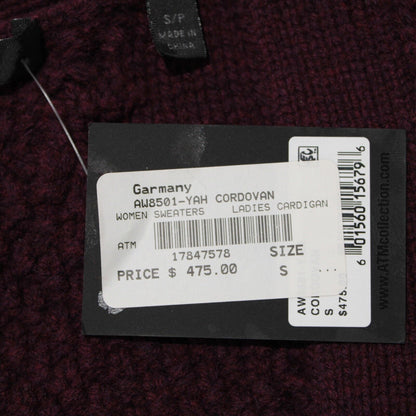 S/P
MADE IN
CHINA
Garmany
AW8501-YAH CORDOVAN
WOMEN SWEATERS LADIES CARDIGAN
ATM
17847578 SIZE
PRICE $ 475.00 S ...
6 01560 15679 6
S
www.ATMcollection.com